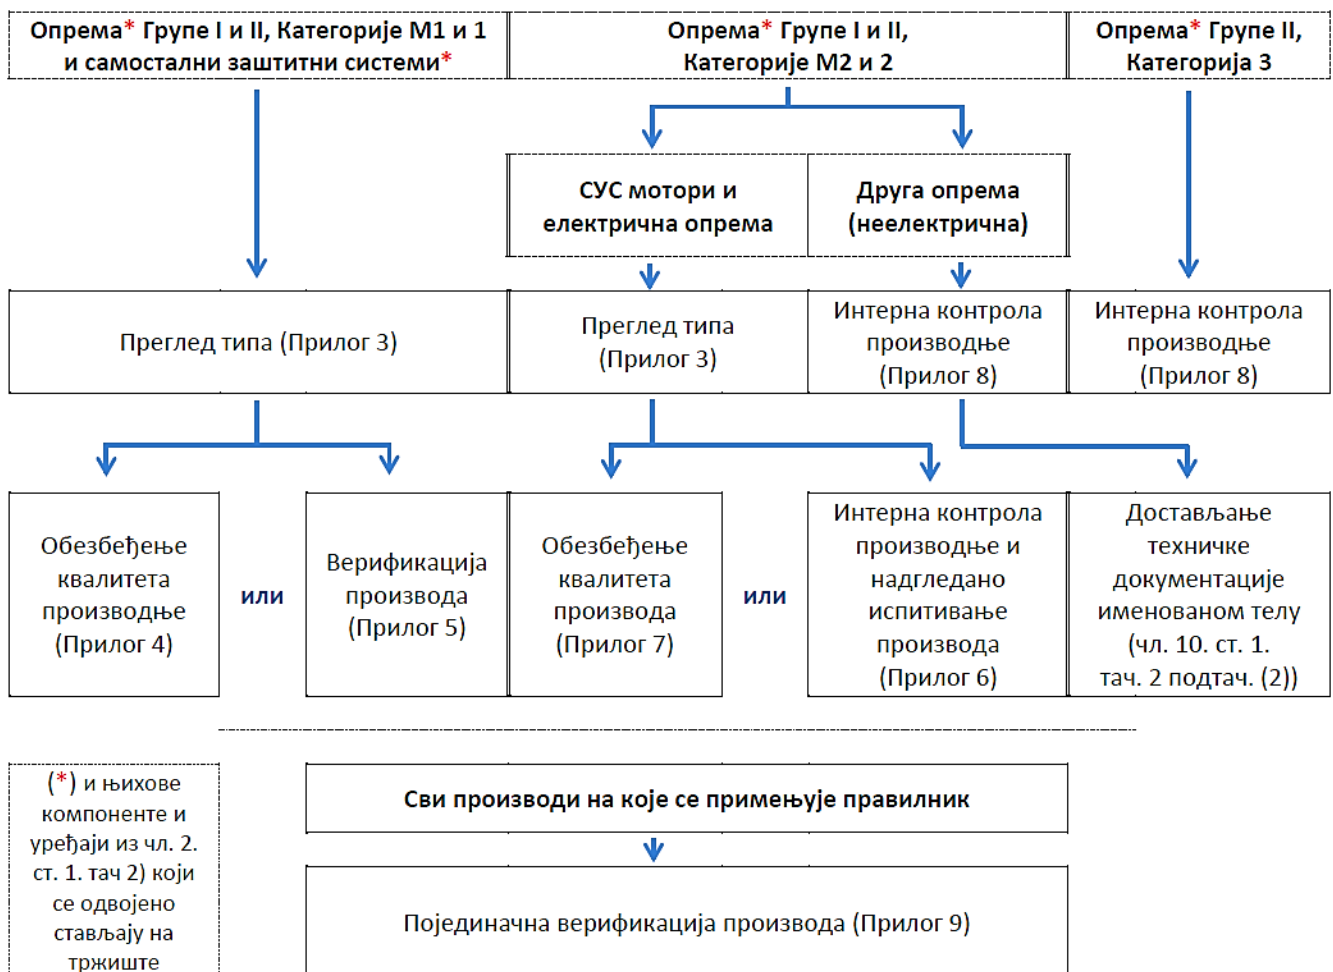 Опрема* Групе I и II, Категорије М1 и 1
и самостални заштитни системи*
Опрема* Групе I и II,
Категорије М2 и 2
Опрема* Групе II,
Категорија 3
СУС мотори и
електрична опрема
Друга опрема
(неелектрична)
Преглед типа (Прилог 3)
Преглед типа
(Прилог 3)
Интерна контрола
производње
(Прилог 8)
Интерна контрола
производње
(Прилог 8)
Обезбеђење
квалитета
производње
(Прилог 4)
или
Верификација
производа
(Прилог 5)
Обезбеђење
квалитета
производа
(Прилог 7)
или
Интерна контрола
производње и
надгледано
испитивање
производа
(Прилог 6)
Достављање
техничке
документације
именованом телу
(чл. 10. ст. 1.
тач. 2 подтач. (2))
(*) и њихове
компоненте и
уређаји из чл. 2.
ст. 1. тач 2) који
се одвојено
стављају на
тржиште
Сви производи на које се примењује правилник
Појединачна верификација производа (Прилог 9)